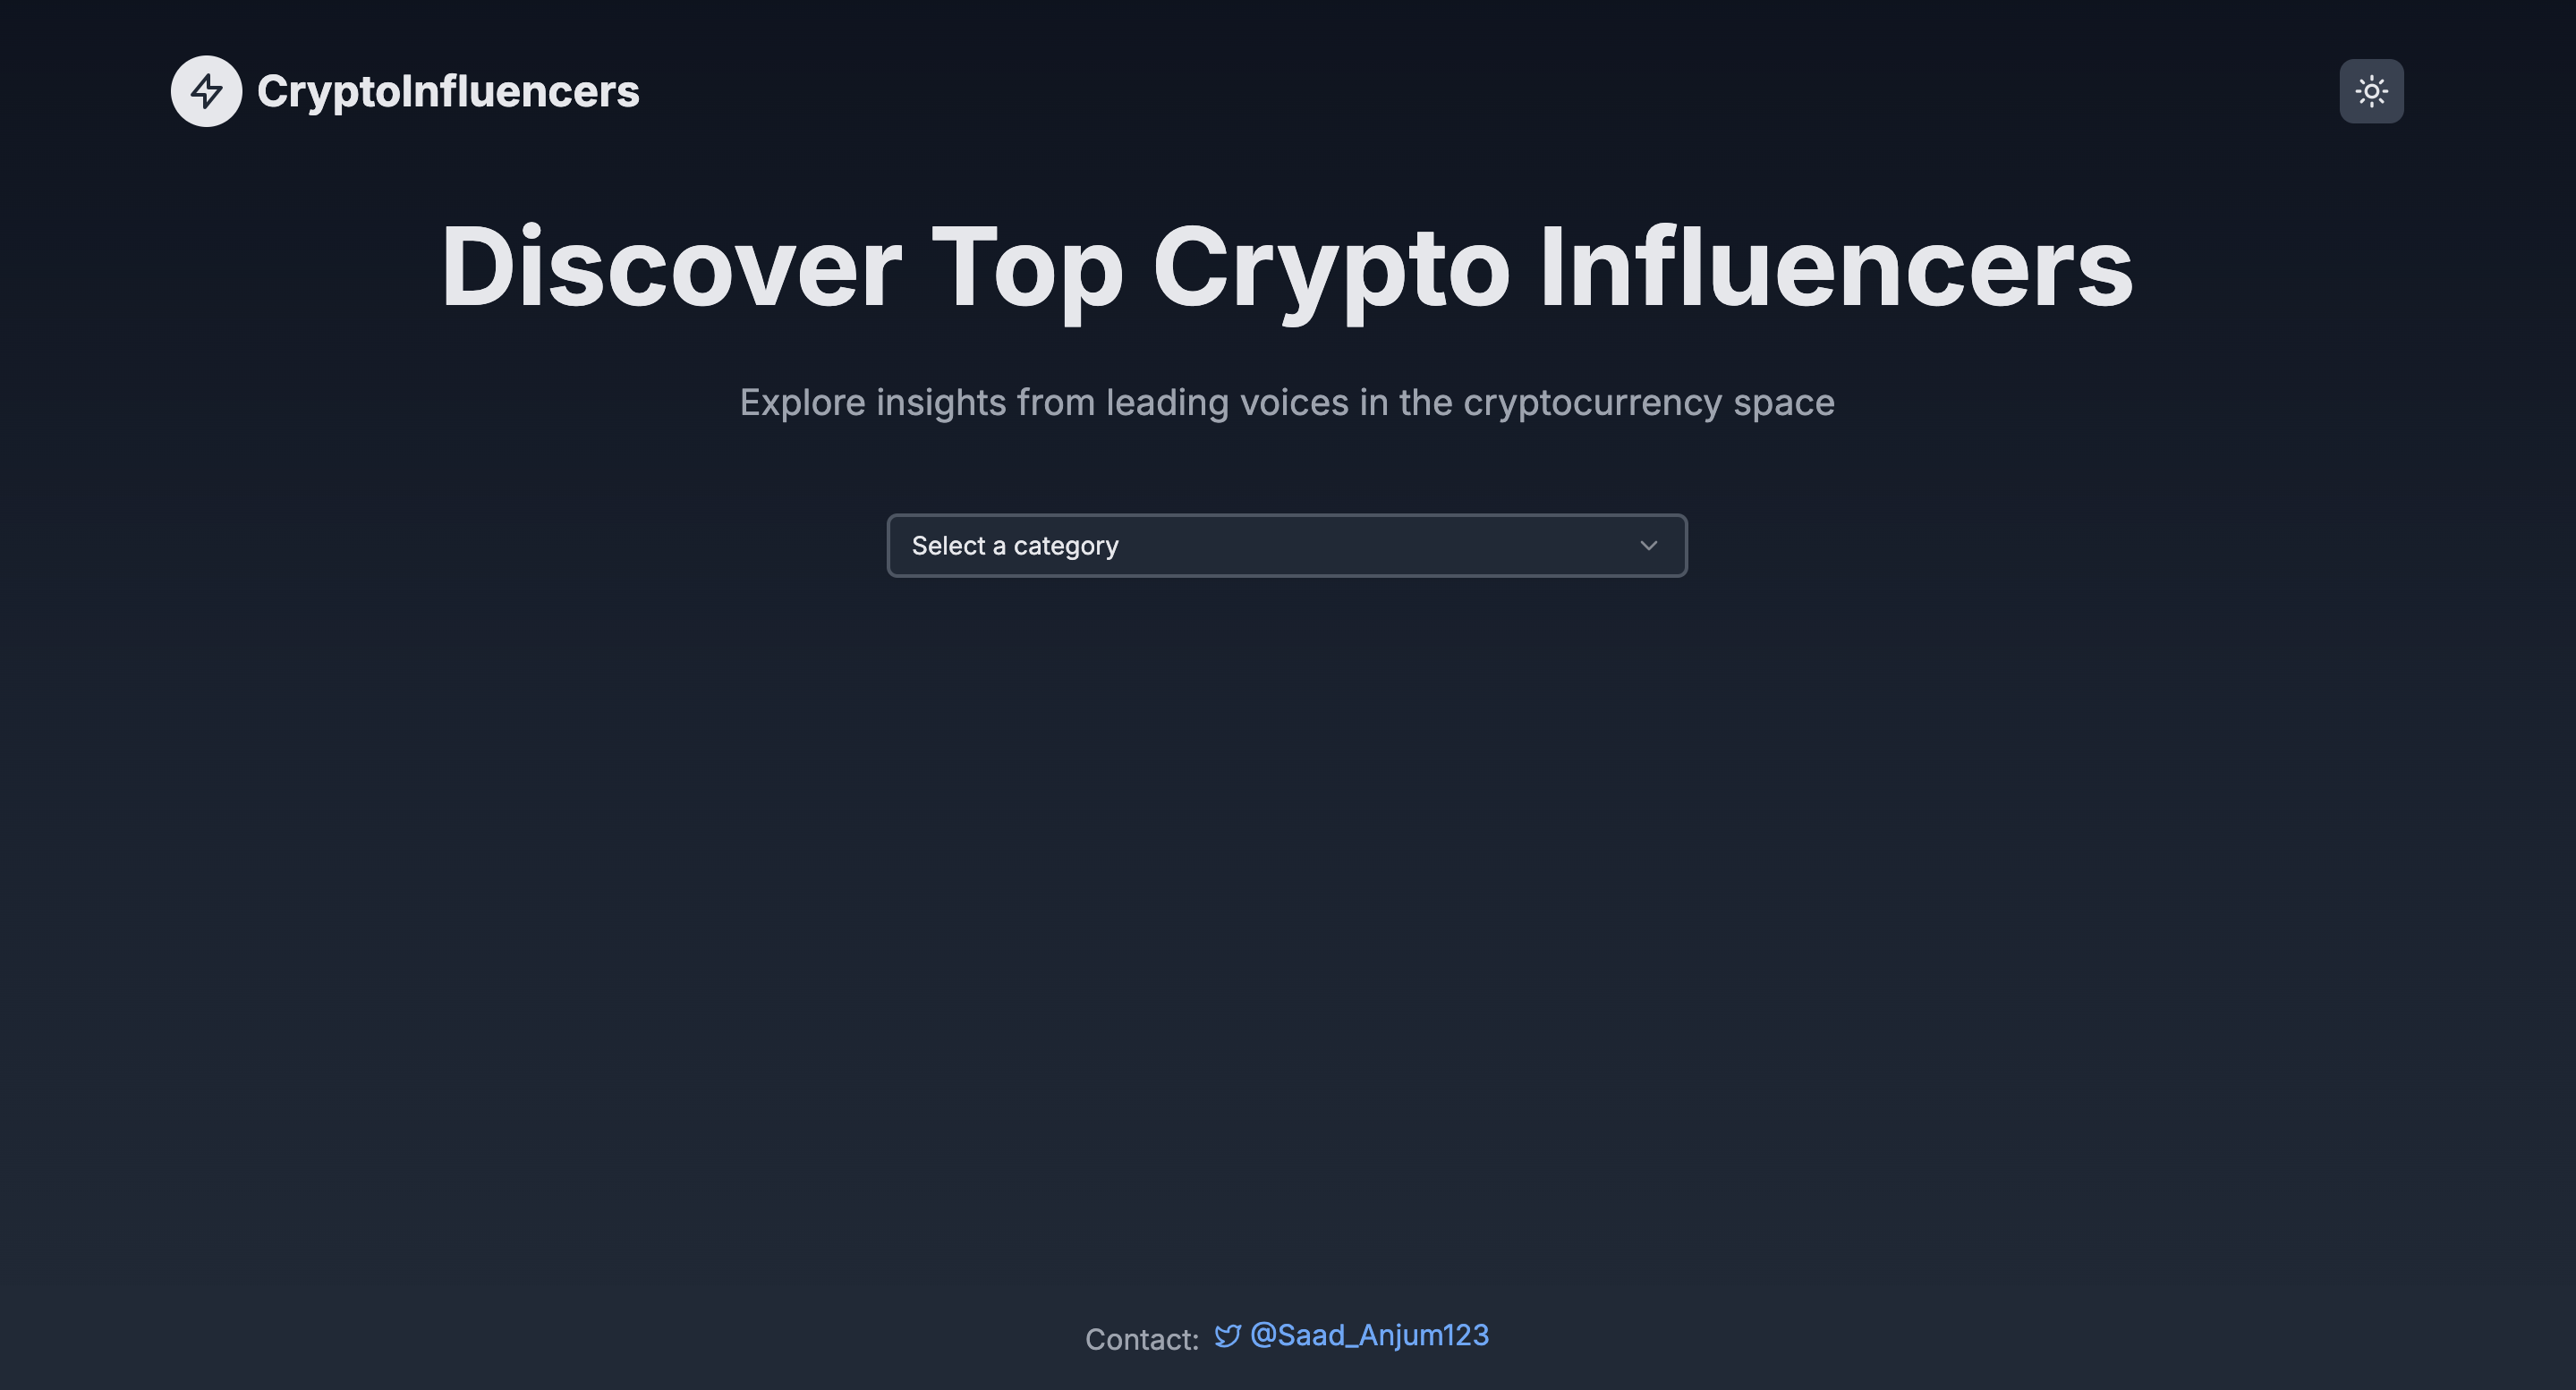 CryptoInfluencers
Discover Top Crypto Influencers
Explore insights from leading voices in the cryptocurrency space
Select a category
Contact: @Saad_Anjum123